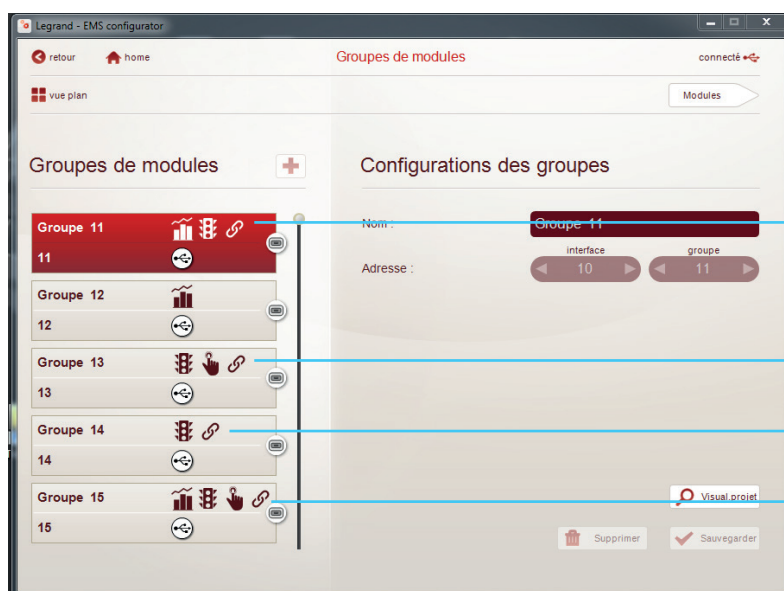 Legrand - EMS configurator
retour
home
Groupes de modules
connecté
vue plan
Modules
Groupes de modules
Configurations des groupes
Groupe 11
11
Groupe 12
12
Groupe 13
13
Groupe 14
14
Groupe 15
15
Nom :
Groupe 11
interface
groupe
Adresse :
10
11
Visual.projet
Supprimer
Sauvegarder